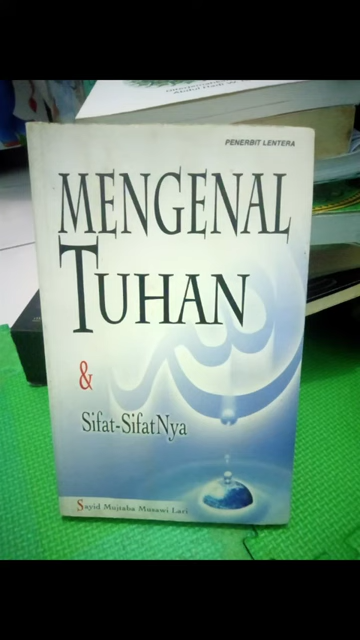 PENERBIT LENTERA
MENGENAL
TUHAN
&
Sifat-SifatNya
Sayid Mujtaba Musawi Lari